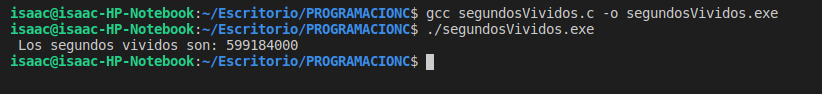 isaac@isaac-HP-Notebook:~/Escritorio/PROGRAMACIONC$ gcc segundosVividos.c -o segundosVividos.exe
isaac@isaac-HP-Notebook:~/Escritorio/PROGRAMACIONC$ ./segundosVividos.exe
Los segundos vividos son: 599184000
isaac@isaac-HP-Notebook:~/Escritorio/PROGRAMACIONC$